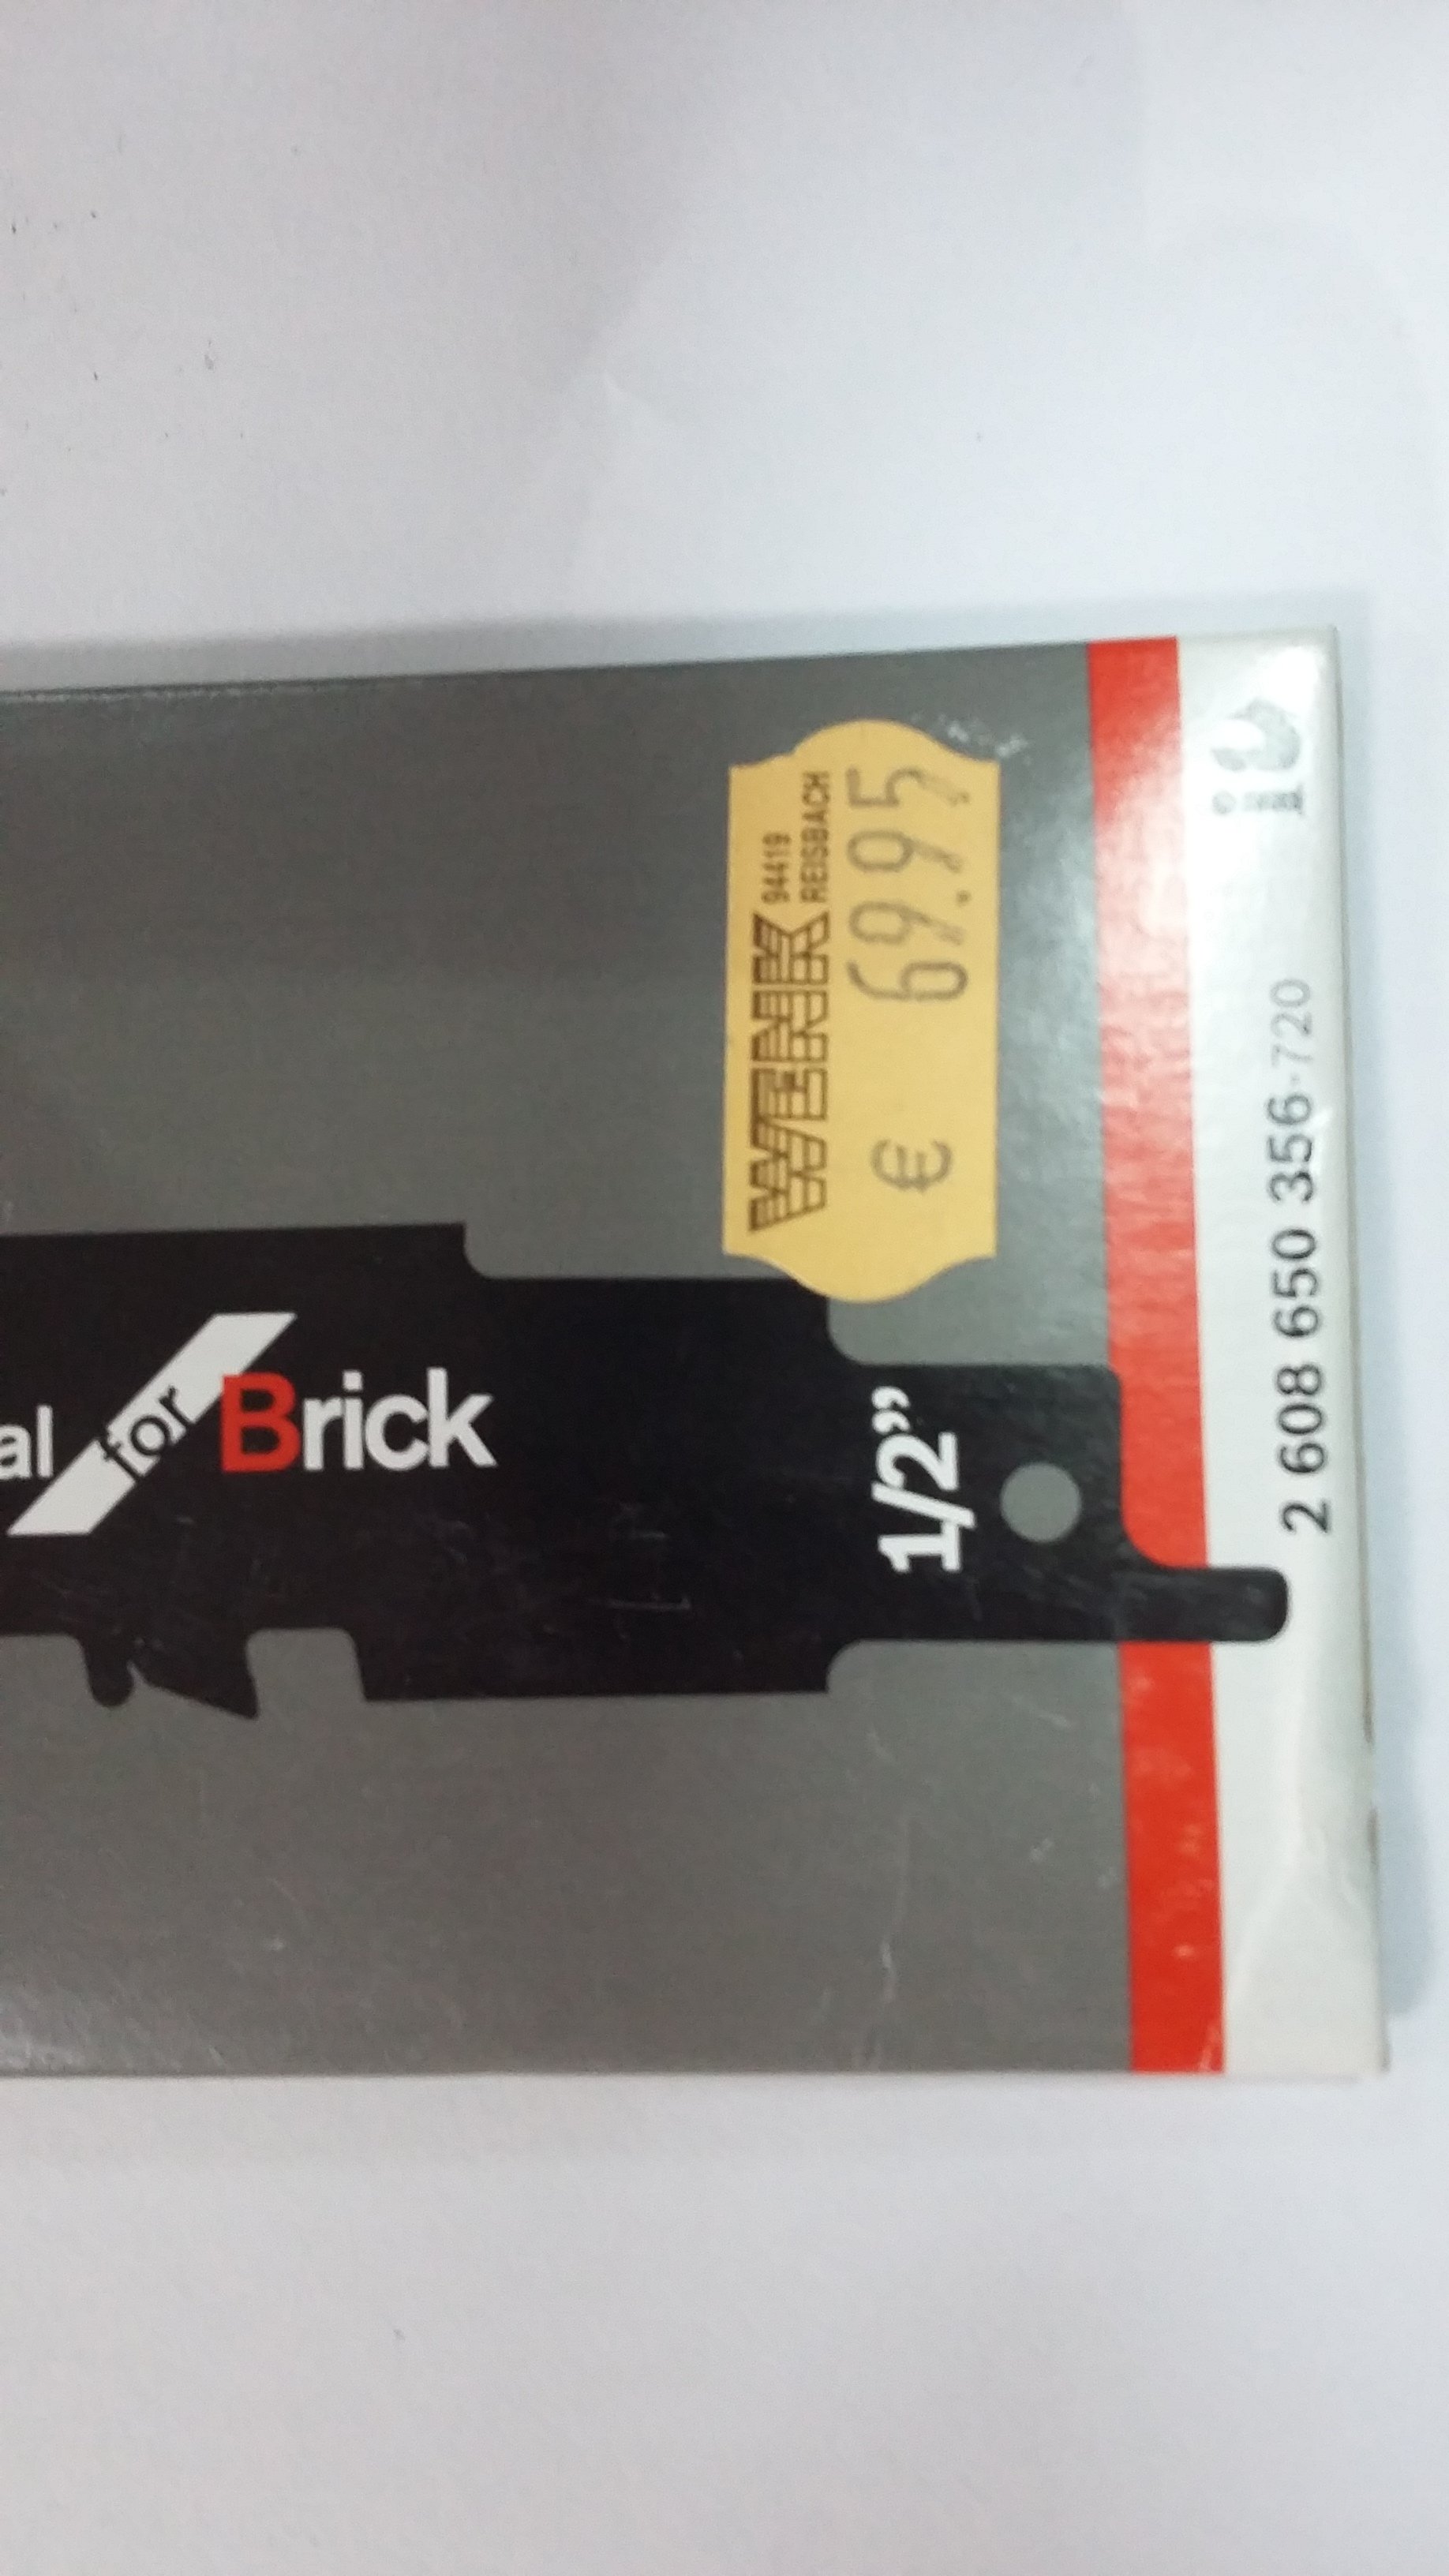 WENK 94419
REISBACH
€ 69.95
al for Brick
1/2”
2 608 650 356·720